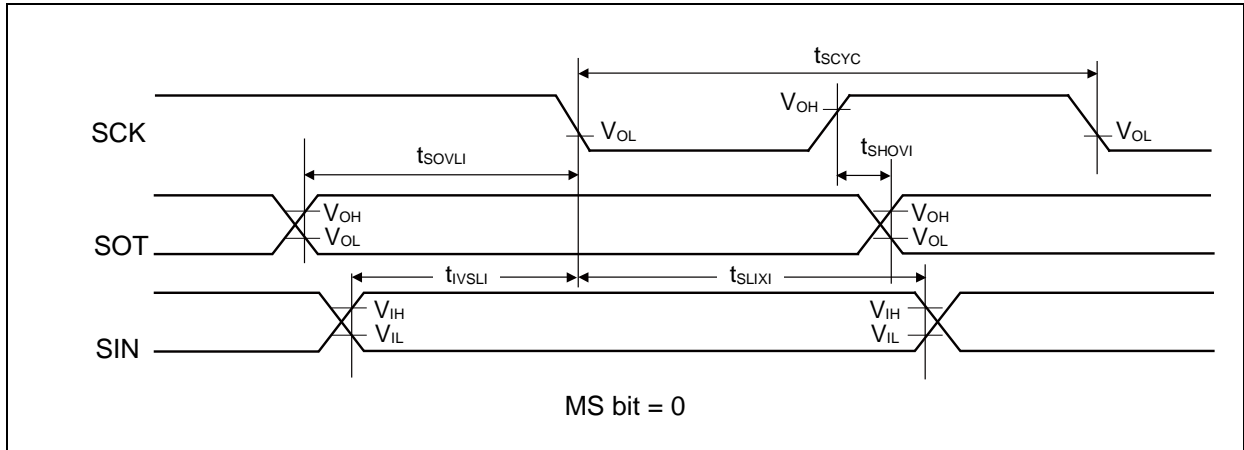 tSCYC
VOH
SCK
VOL
VOL
tSOVLI
tSHOVI
VOH
VOH
SOT
VOL
VOL
tIVSLI
tSLIXI
VIH
VIH
SIN
VIL
VIL
MS bit = 0